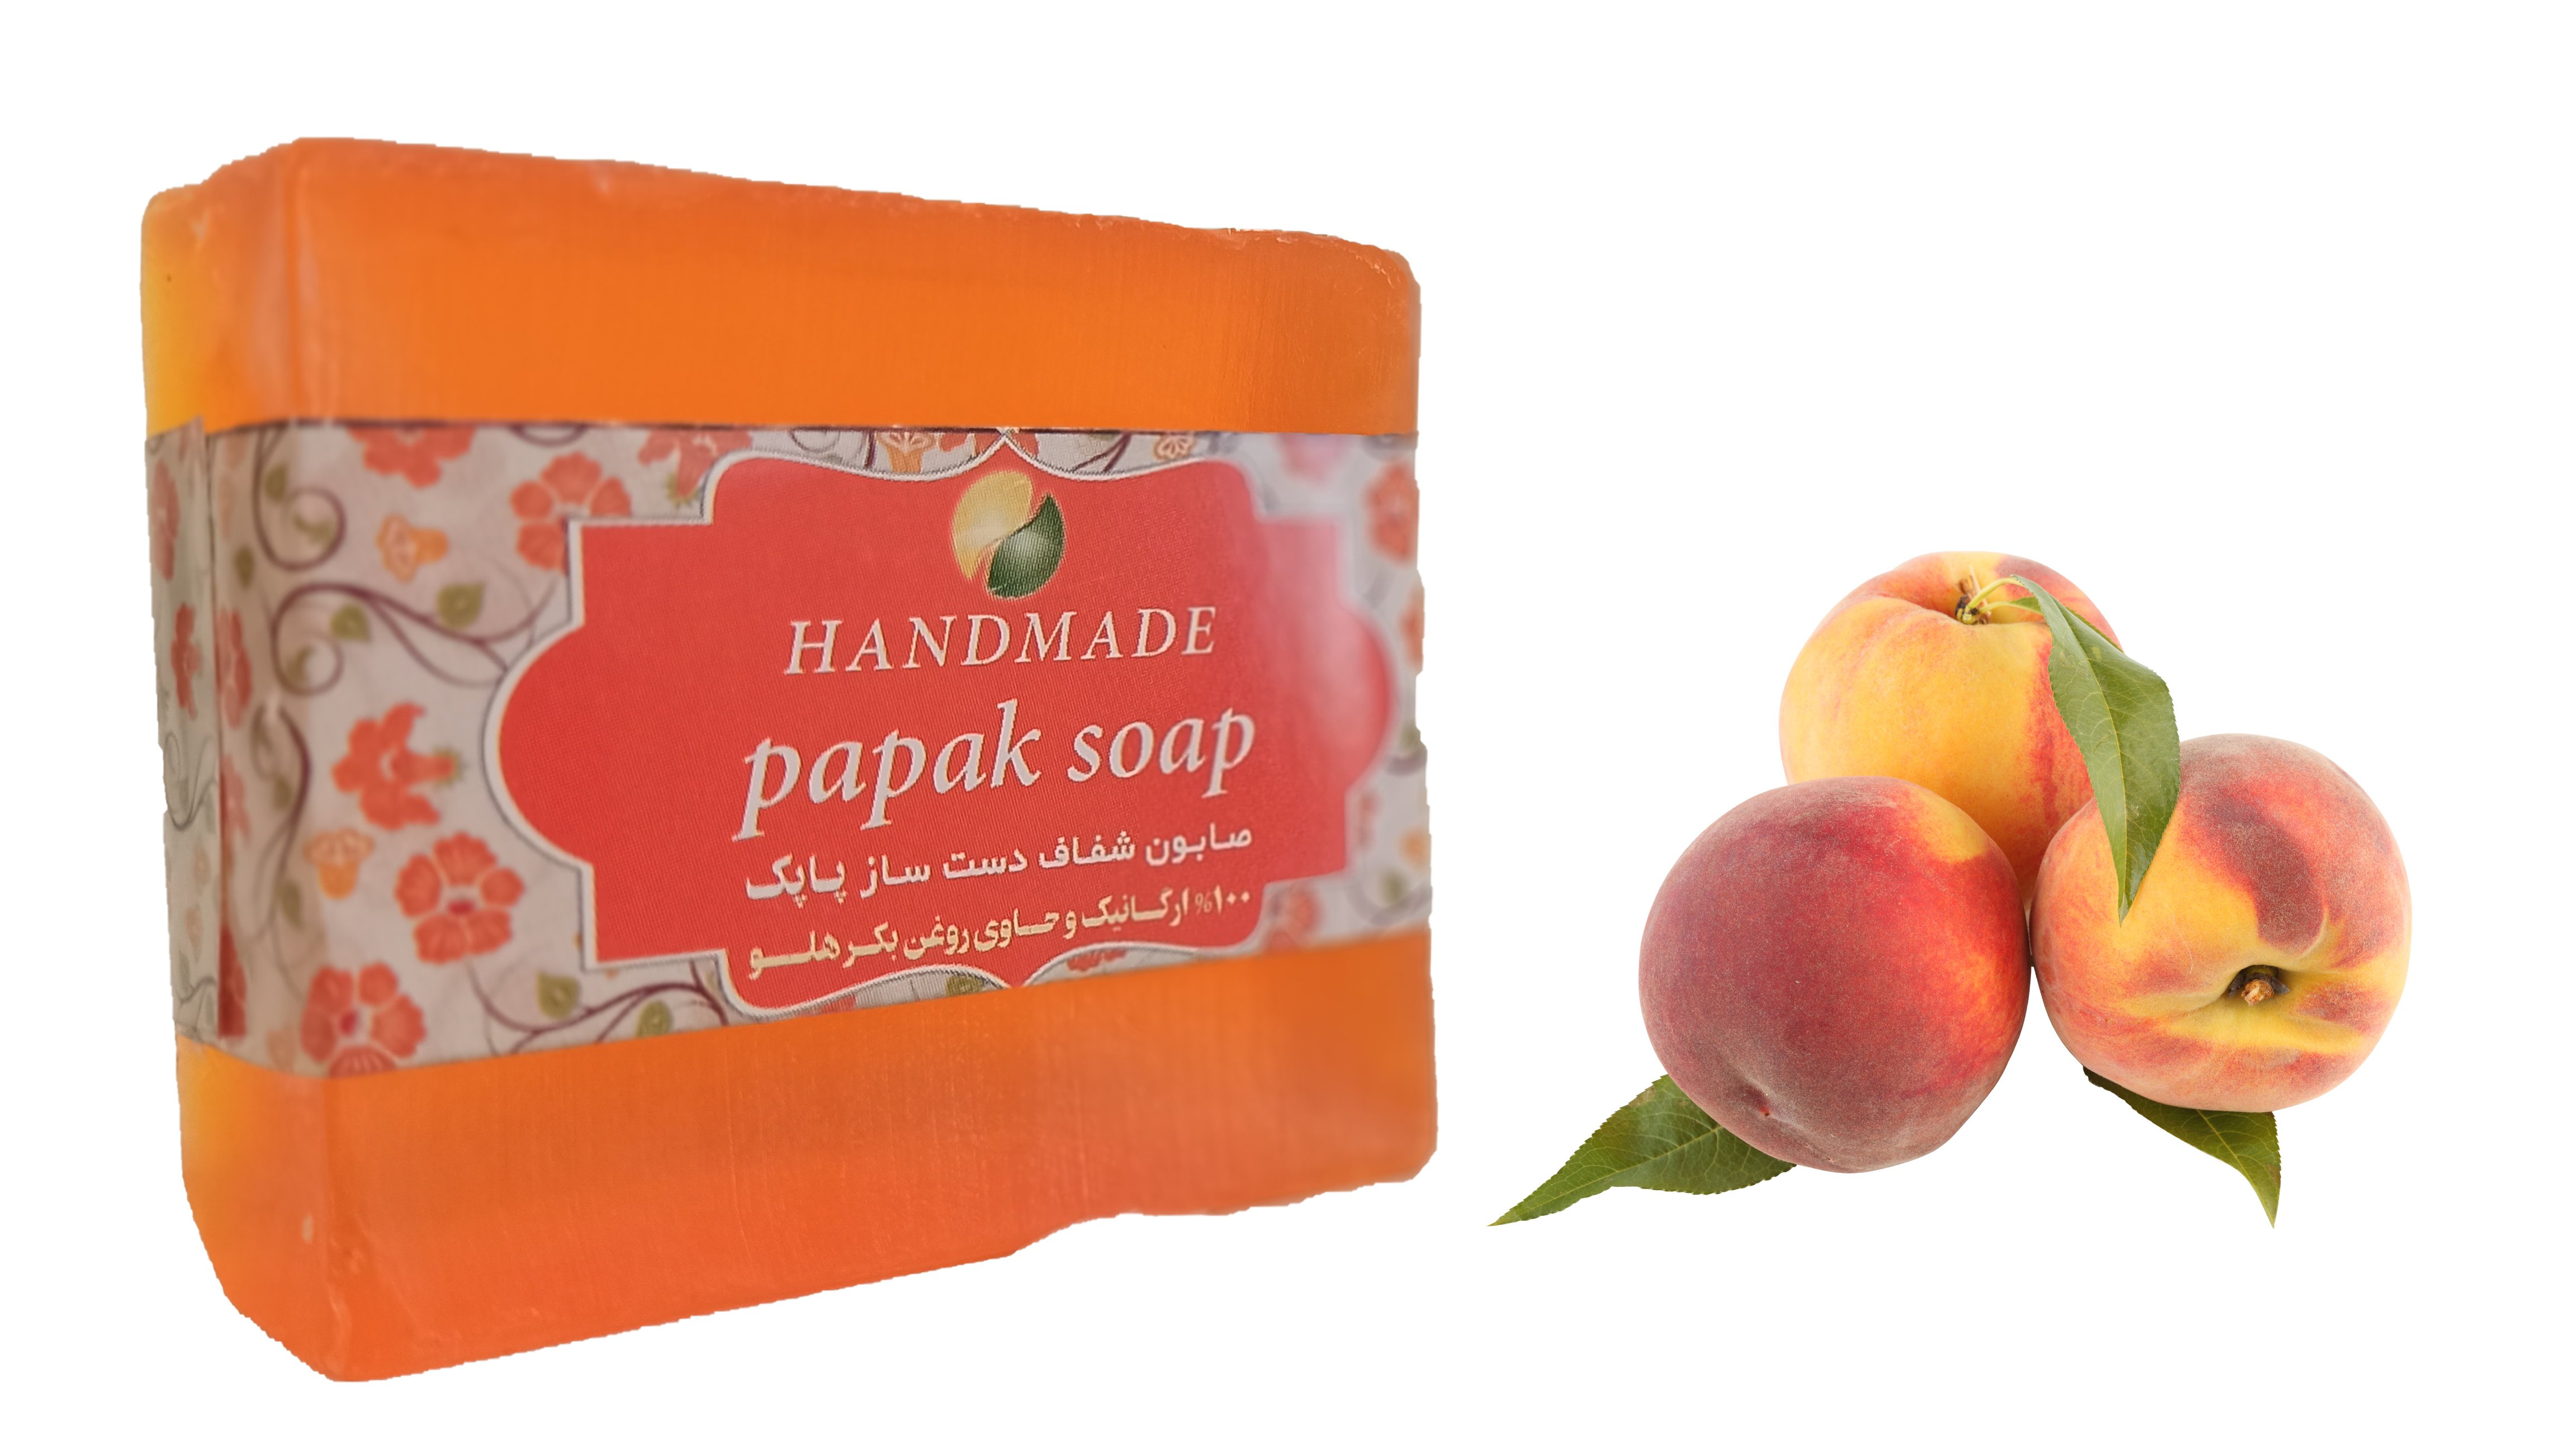 HANDMADE
papak soap
صابون شفاف دست ساز پاپک
%۱۰۰ ارگانیک و حاوی روغن بکر هلو